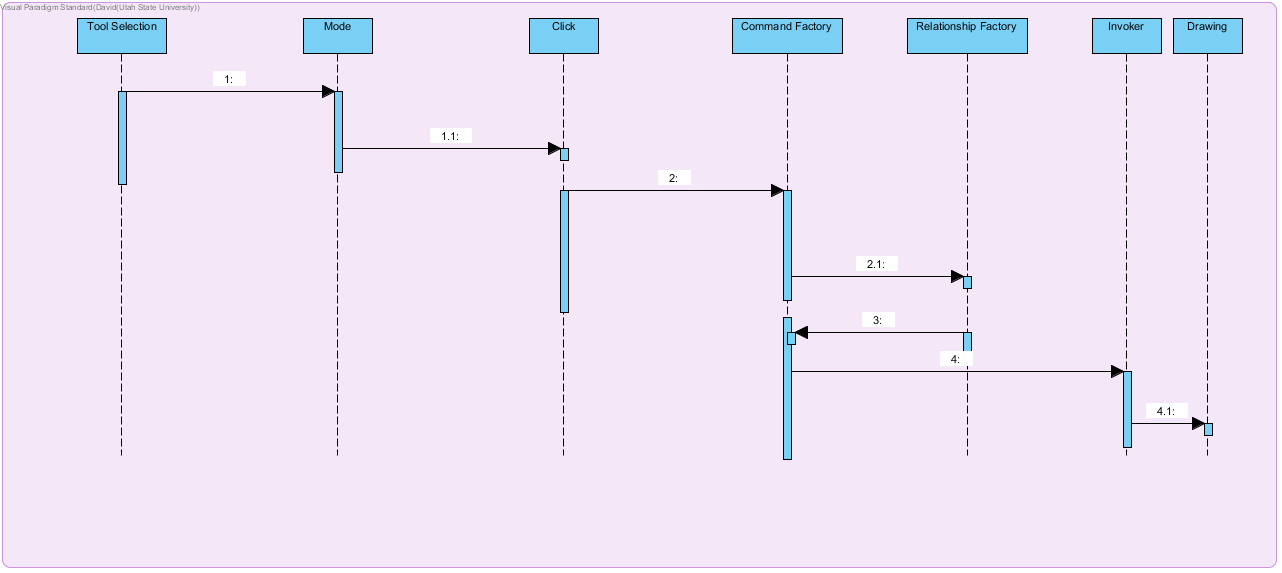 Visual Paradigm Standard(David(Utah State University))
Tool Selection
Mode
Click
Command Factory
Relationship Factory
Invoker
Drawing
1:
1.1:
2:
2.1:
3:
4:
4.1: